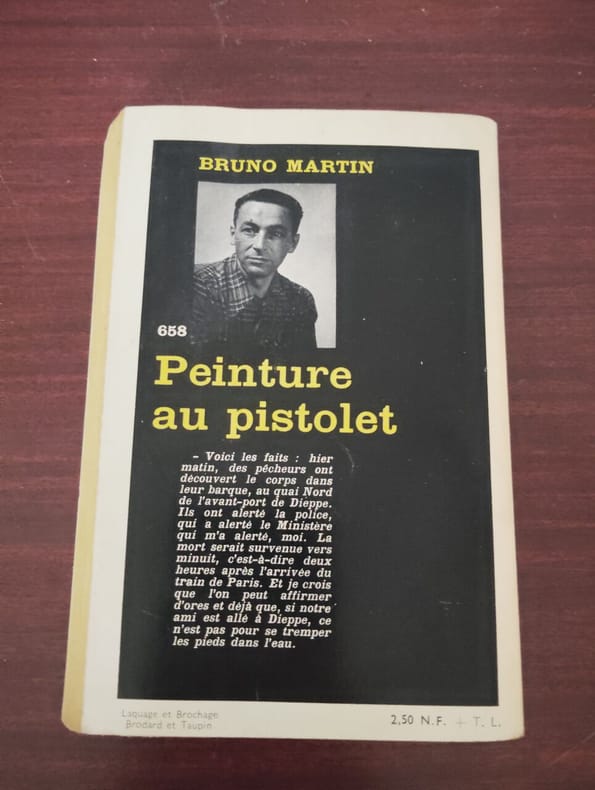 BRUNO MARTIN
658
Peinture
au pistolet
– Voici les faits : hier
matin, des pêcheurs ont
découvert le corps dans
leur barque, au quai Nord
de l'avant-port de Dieppe.
Ils ont alerté la police,
qui a alerté le Ministère
qui m'a alerté, moi. La
mort serait survenue vers
minuit, c'est-à-dire deux
heures après l'arrivée du
train de Paris. Et je crois
que l'on peut affirmer
d'ores et déjà que, si notre
ami est allé à Dieppe, ce
n'est pas pour se tremper
les pieds dans l'eau.
Laquage et Brochage
Brodard et Taupin
2,50 N.F. + T. L.